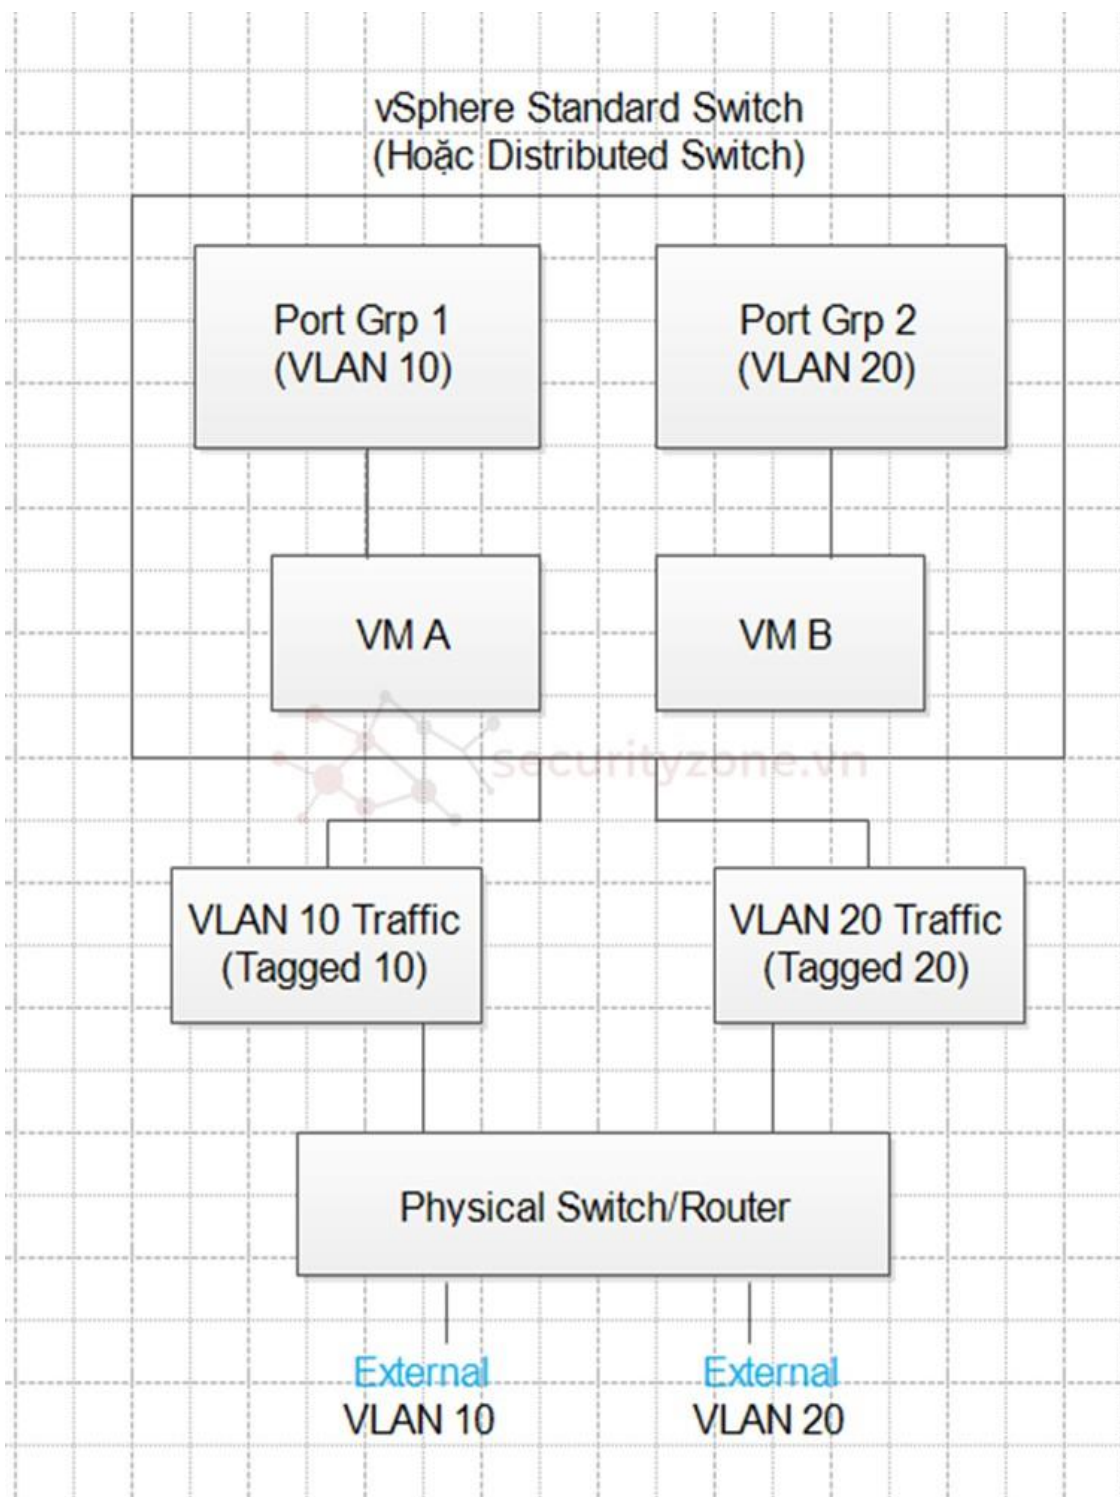 vSphere Standard Switch
(Hoặc Distributed Switch)
Port Grp 1
(VLAN 10)
Port Grp 2
(VLAN 20)
VM A
VM B
securityzone.vn
VLAN 10 Traffic
(Tagged 10)
VLAN 20 Traffic
(Tagged 20)
Physical Switch/Router
External
VLAN 10
External
VLAN 20